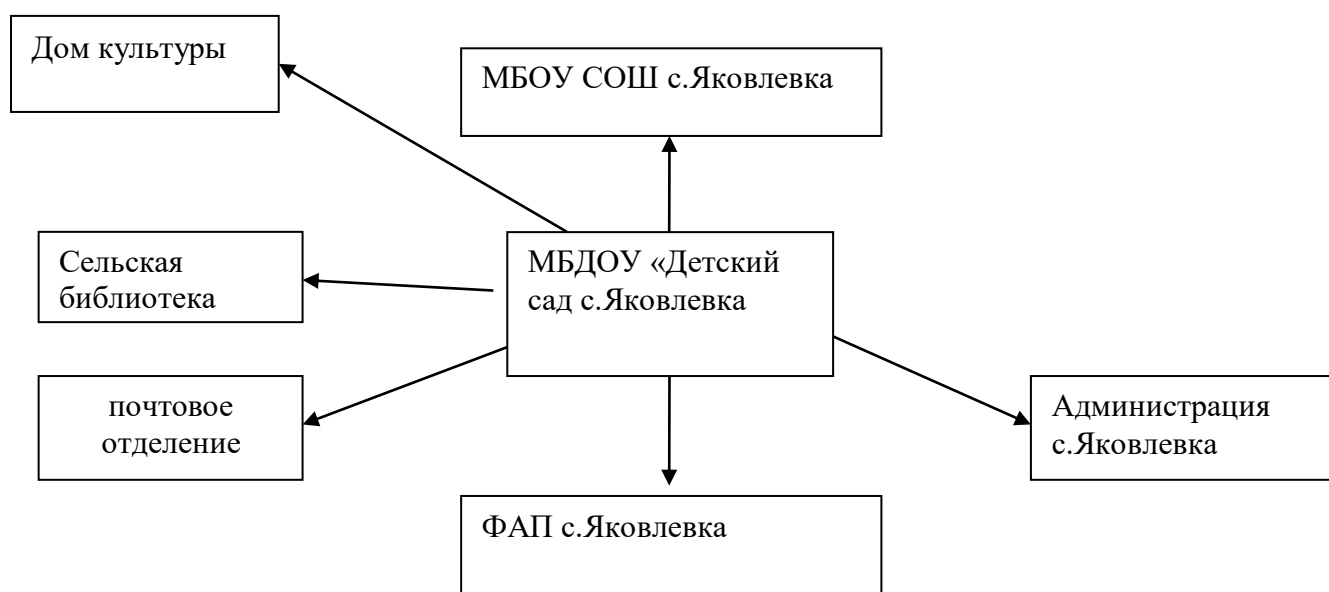 Дом культуры
МБОУ СОШ с.Яковлевка
Сельская
библиотека
МБДОУ «Детский
сад с.Яковлевка
почтовое
отделение
Администрация
с.Яковлевка
ФАП с.Яковлевка